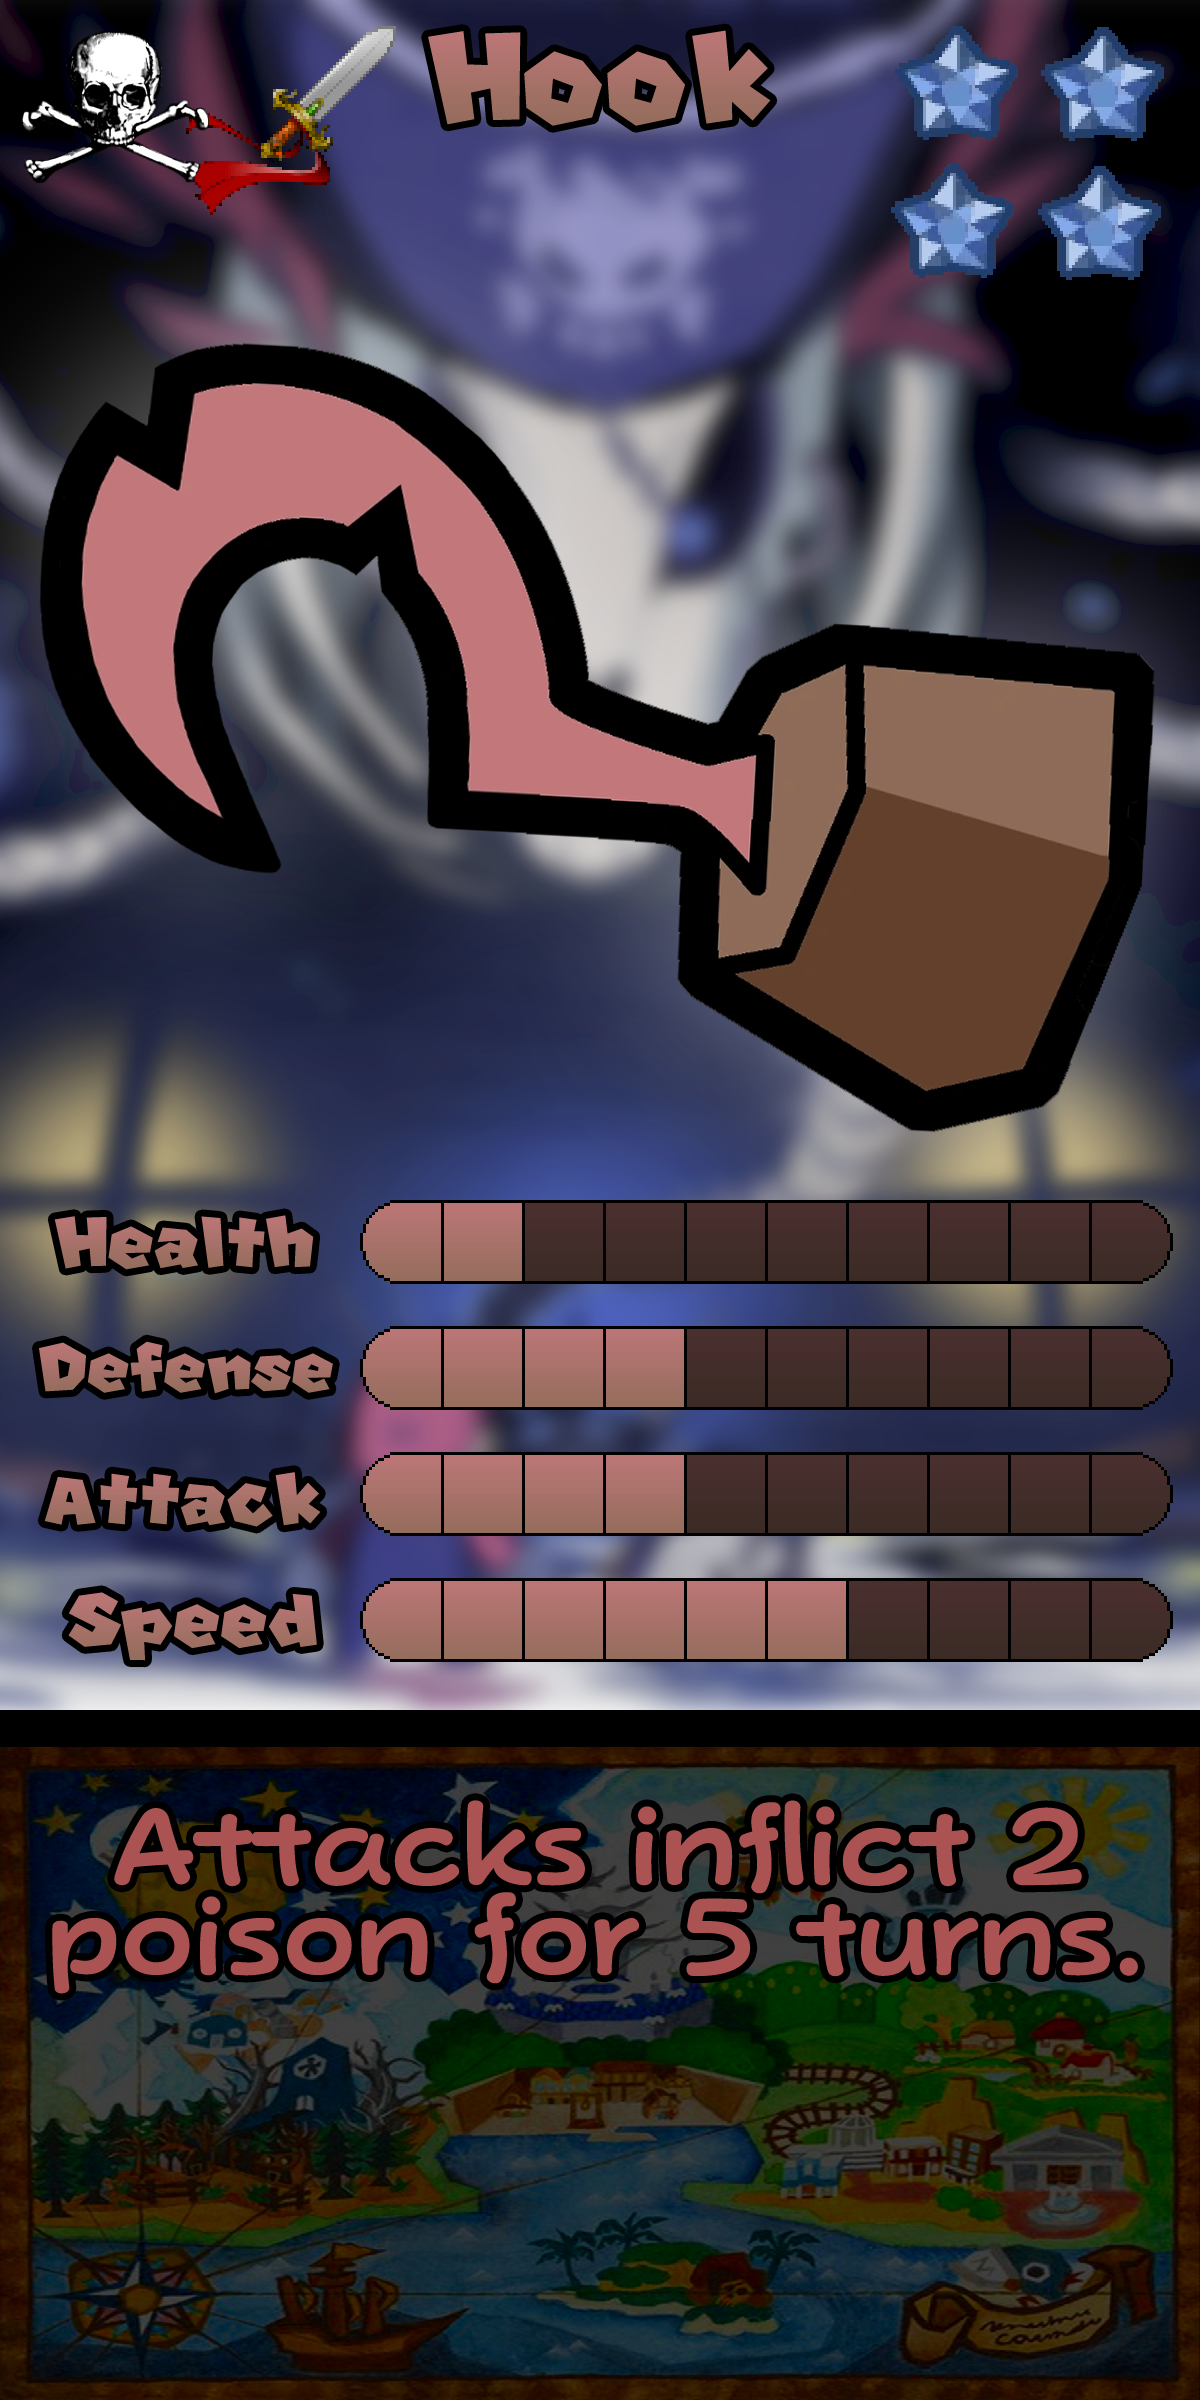 Hook
Health
Defense
Attack
Speed
Attacks inflict 2
poison for 5 turns.